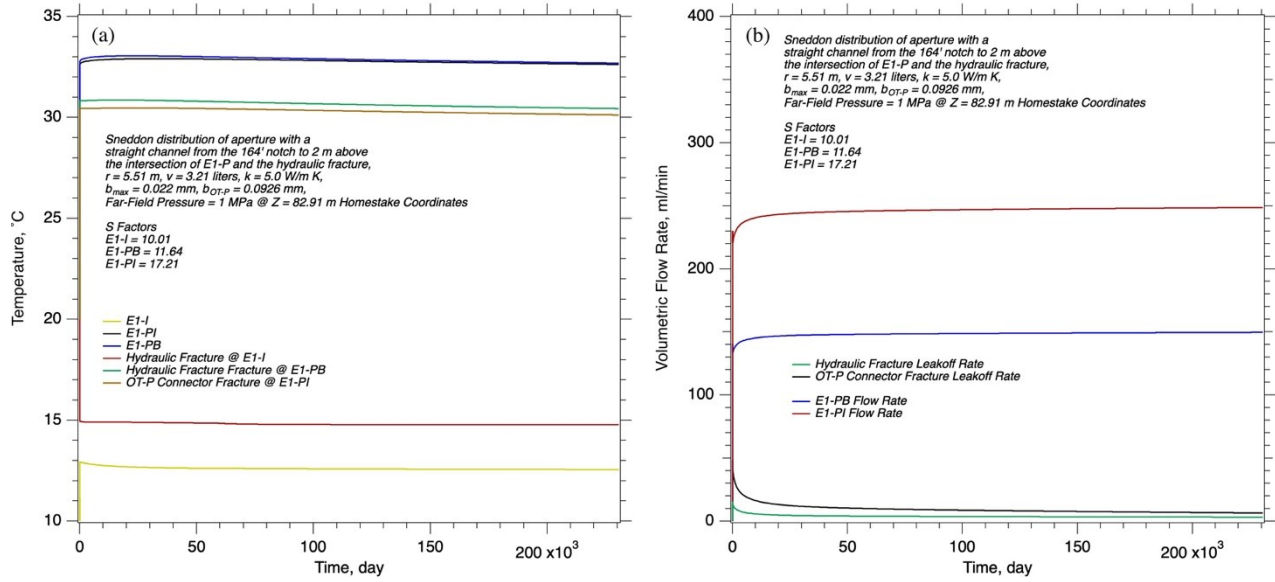 (a)
35
30
25
20
15
10
Temperature, °C
Sneddon distribution of aperture with a
straight channel from the 164' notch to 2 m above
the intersection of E1-P and the hydraulic fracture,
r = 5.51 m, v = 3.21 liters, k = 5.0 W/m K,
bmax = 0.022 mm, bOT-P = 0.0926 mm,
Far-Field Pressure = 1 MPa @ Z = 82.91 m Homestake Coordinates
S Factors
E1-I = 10.01
E1-PB = 11.64
E1-PI = 17.21
E1-I
E1-PI
E1-PB
Hydraulic Fracture @ E1-I
Hydraulic Fracture Fracture @ E1-PB
OT-P Connector Fracture @ E1-PI
0 50 100 150 200 x10³
Time, day
(b)
400
300
200
100
0
Volumetric Flow Rate, ml/min
Sneddon distribution of aperture with a
straight channel from the 164' notch to 2 m above
the intersection of E1-P and the hydraulic fracture,
r = 5.51 m, v = 3.21 liters, k = 5.0 W/m K,
bmax = 0.022 mm, bOT-P = 0.0926 mm,
Far-Field Pressure = 1 MPa @ Z = 82.91 m Homestake Coordinates
S Factors
E1-I = 10.01
E1-PB = 11.64
E1-PI = 17.21
Hydraulic Fracture Leakoff Rate
OT-P Connector Fracture Leakoff Rate
E1-PB Flow Rate
E1-PI Flow Rate
0 50 100 150 200 x10³
Time, day